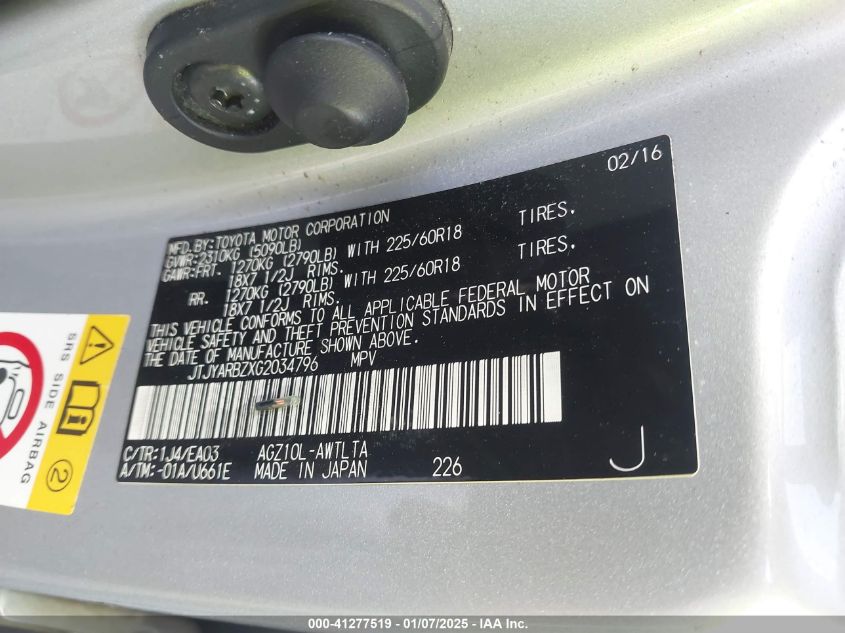 02/16
MFD.BY:TOYOTA MOTOR CORPORATION
GVWR:2310KG (5090LB)
GAWR:FRT. 1270KG (2790LB) WITH 225/60R18 TIRES.
18X7 1/2J RIMS.
RR. 1270KG (2790LB) WITH 225/60R18 TIRES.
18X7 1/2J RIMS.
THIS VEHICLE CONFORMS TO ALL APPLICABLE FEDERAL MOTOR
VEHICLE SAFETY AND THEFT PREVENTION STANDARDS IN EFFECT ON
THE DATE OF MANUFACTURE SHOWN ABOVE.
JTJYARBZXG2034796 MPV
C/TR:1J4/EA03 AGZ10L-AWTLTA
A/TM:-01A/U661E MADE IN JAPAN 226 J
SRS SIDE AIRBAG
2
000-41277519 - 01/07/2025 - IAA Inc.